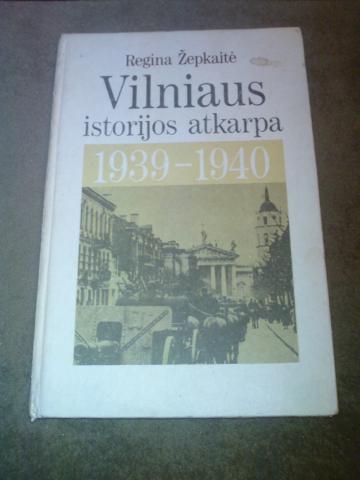 Regina Žepkaitė
Vilniaus
istorijos atkarpa
1939–1940